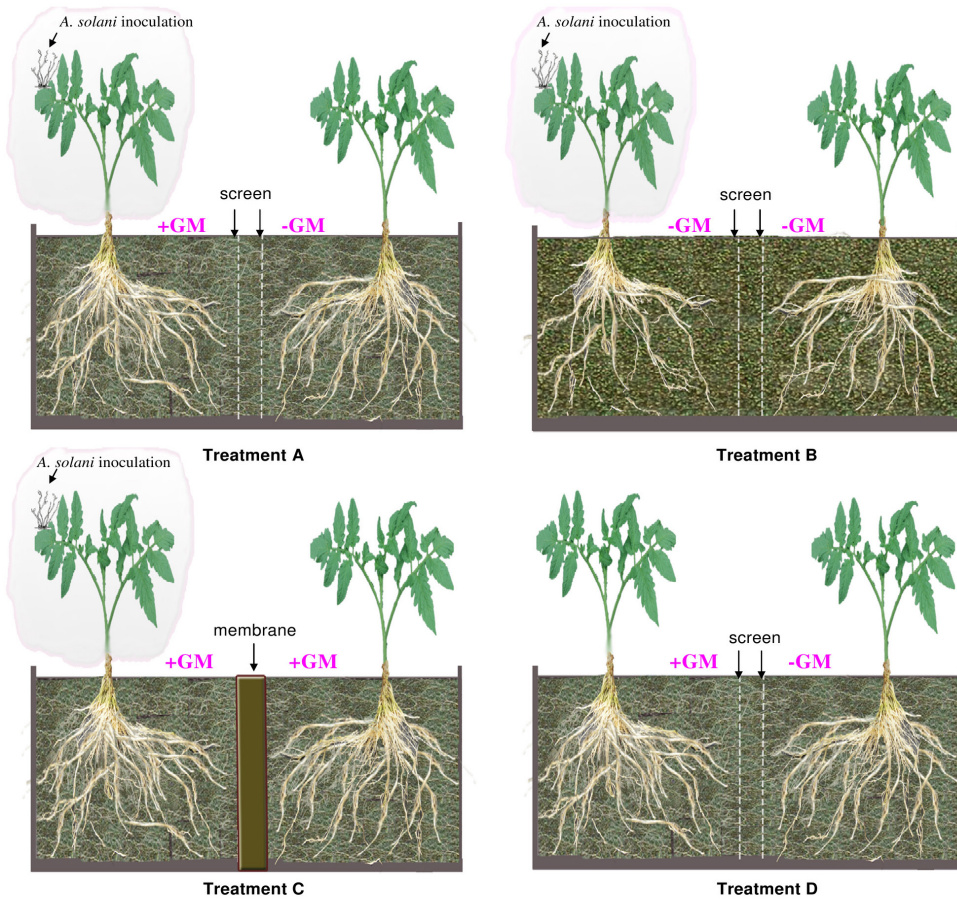 A. solani inoculation
screen
+GM
-GM
Treatment A
A. solani inoculation
screen
-GM
-GM
Treatment B
A. solani inoculation
membrane
+GM
+GM
Treatment C
screen
+GM
-GM
Treatment D